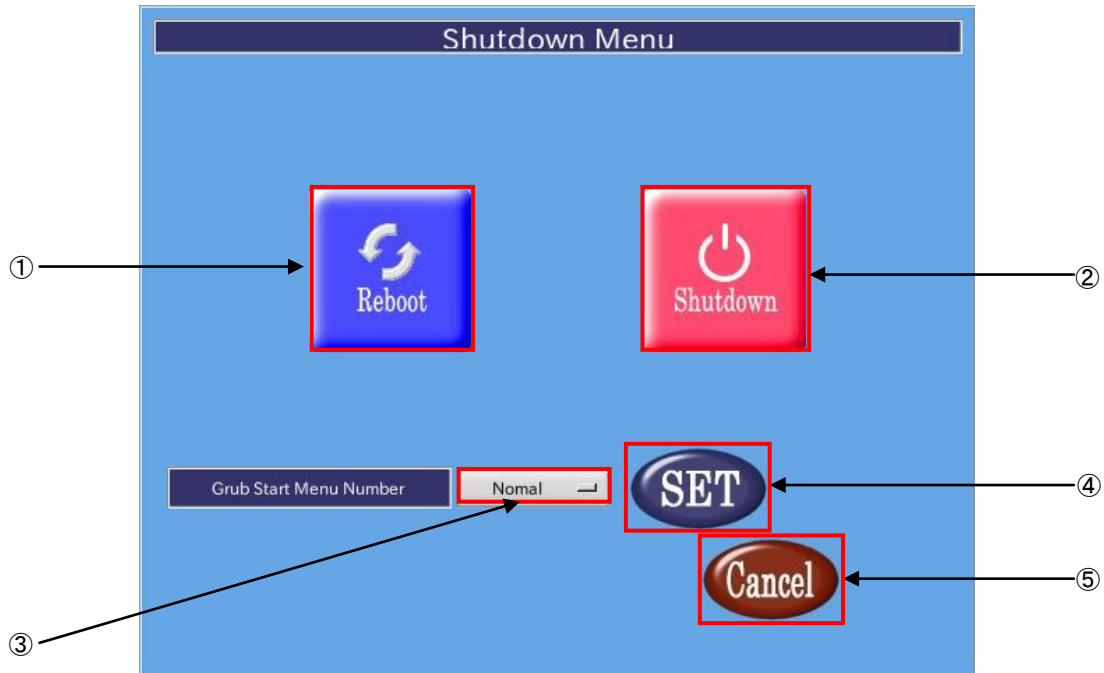 Shutdown Menu
① Reboot
Shutdown ②
Grub Start Menu Number Nomal SET ④
Cancel ⑤
③